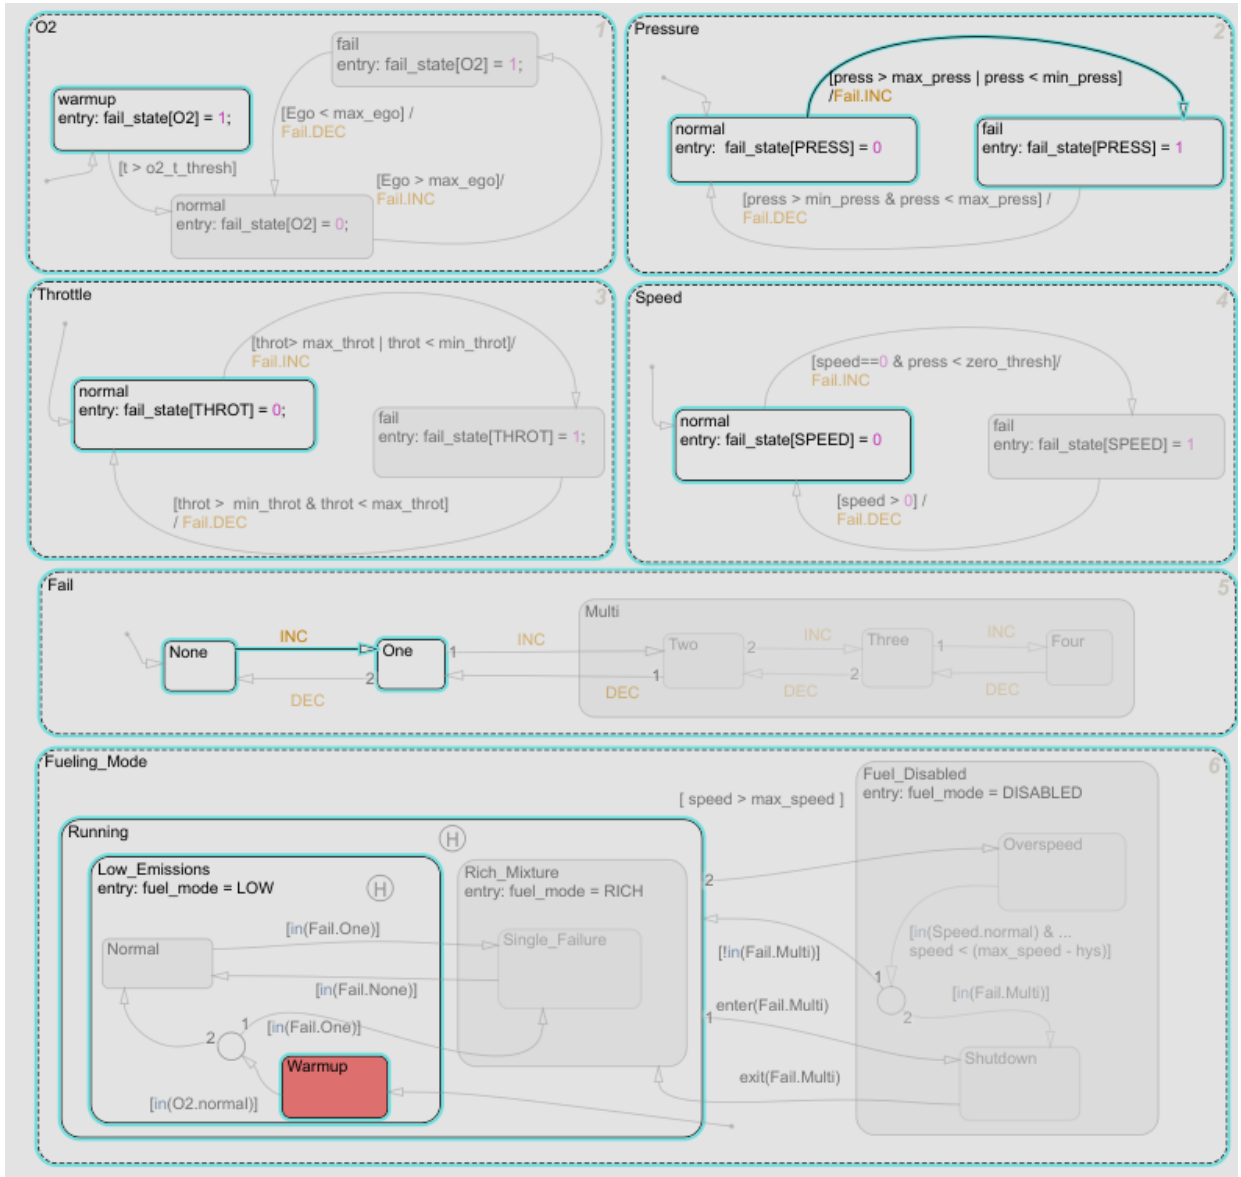 O2
1
fail
entry: fail_state[O2] = 1;
warmup
entry: fail_state[O2] = 1;
[Ego < max_ego] /
Fail.DEC
[t > o2_t_thresh]
[Ego > max_ego]/
Fail.INC
normal
entry: fail_state[O2] = 0;
Pressure
2
[press > max_press | press < min_press]
/Fail.INC
normal
entry:  fail_state[PRESS] = 0
fail
entry: fail_state[PRESS] = 1
[press > min_press & press < max_press] /
Fail.DEC
Throttle
3
[throt> max_throt | throt < min_throt]/
Fail.INC
normal
entry: fail_state[THROT] = 0;
fail
entry: fail_state[THROT] = 1;
[throt >  min_throt & throt < max_throt]
/ Fail.DEC
Speed
4
[speed==0 & press < zero_thresh]/
Fail.INC
normal
entry: fail_state[SPEED] = 0
fail
entry: fail_state[SPEED] = 1
[speed > 0] /
Fail.DEC
Fail
5
None
INC
DEC
2
One
1
INC
DEC
Multi
1
Two
2
INC
DEC
2
Three
1
INC
DEC
Four
Fueling_Mode
6
[ speed > max_speed ]
Fuel_Disabled
entry: fuel_mode = DISABLED
Running
H
Overspeed
Low_Emissions
entry: fuel_mode = LOW
H
Rich_Mixture
entry: fuel_mode = RICH
2
[in(Fail.One)]
Normal
Single_Failure
[in(Speed.normal) & ...
speed < (max_speed - hys)]
[!in(Fail.Multi)]
[in(Fail.None)]
1
[in(Fail.Multi)]
enter(Fail.Multi)
1
2
1
[in(Fail.One)]
2
Warmup
Shutdown
exit(Fail.Multi)
[in(O2.normal)]